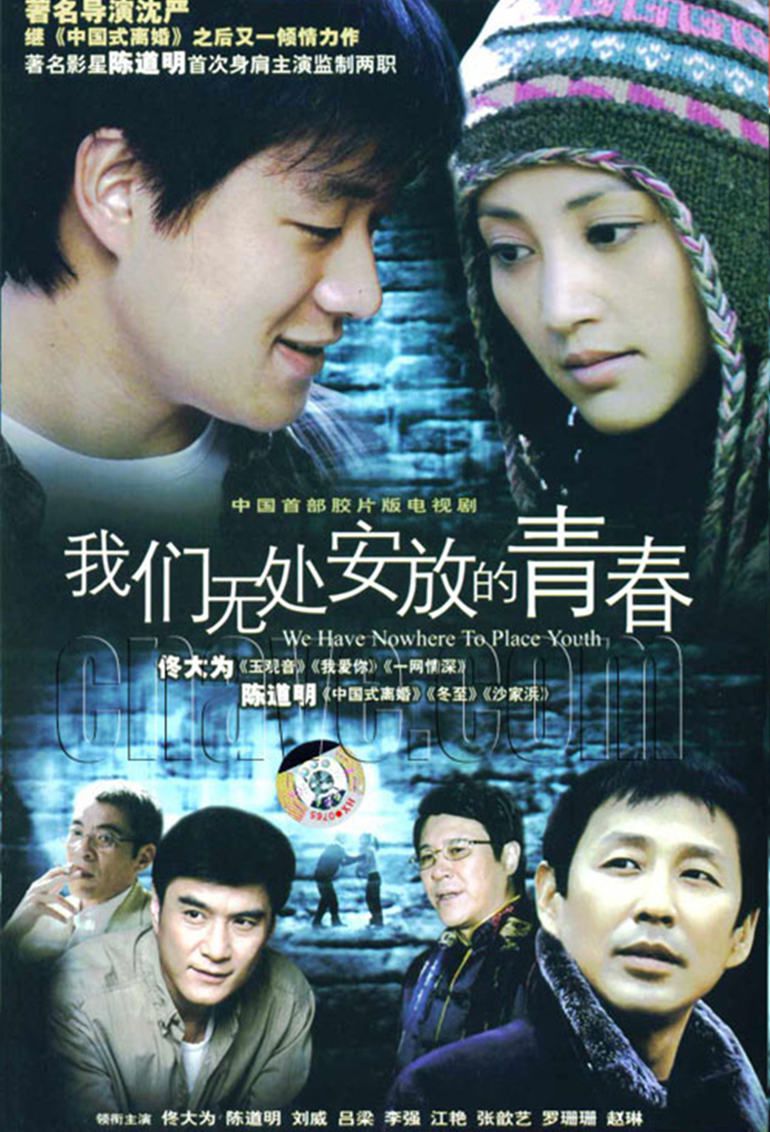 著名导演沈严
继《中国式离婚》之后又一倾情力作
著名影星陈道明首次身肩主演监制两职
中国首部胶片版电视剧
我们无处安放的青春
We Have Nowhere To Place Youth
cnave.com
佟大为《玉观音》《我爱你》《一网情深》
陈道明《中国式离婚》《冬至》《沙家浜》
HX●0765
领衔主演 佟大为 陈道明 刘威 吕梁 李强 江艳 张歆艺 罗珊珊 赵琳